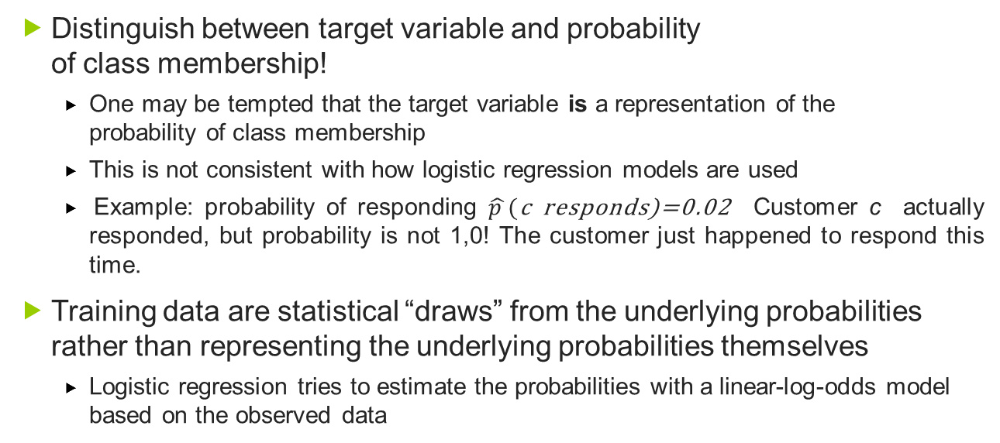 Distinguish between target variable and probability
of class membership!
One may be tempted that the target variable is a representation of the
probability of class membership
This is not consistent with how logistic regression models are used
Example: probability of responding p̂ (c responds)=0.02 Customer c actually
responded, but probability is not 1,0! The customer just happened to respond this
time.
Training data are statistical “draws” from the underlying probabilities
rather than representing the underlying probabilities themselves
Logistic regression tries to estimate the probabilities with a linear-log-odds model
based on the observed data